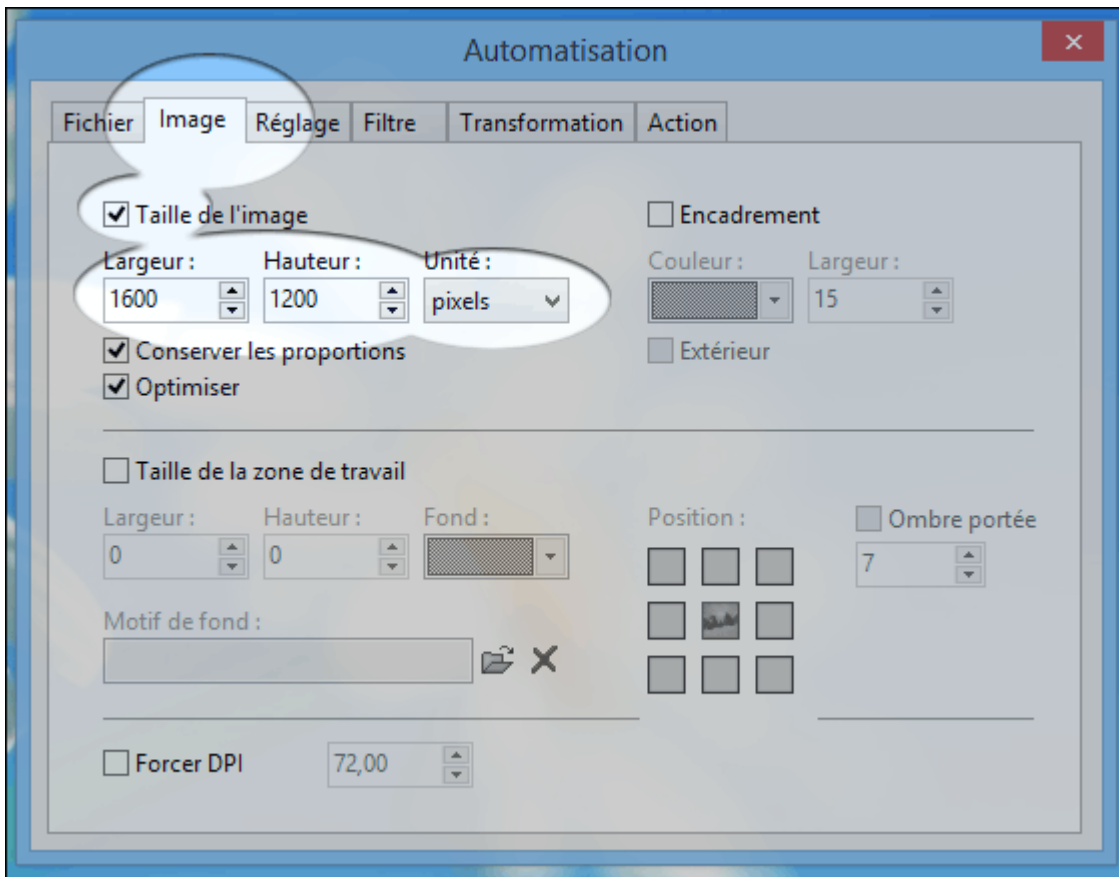 Automatisation
Fichier Image Réglage Filtre Transformation Action
Taille de l'image Encadrement
Largeur : Hauteur : Unité : Couleur : Largeur :
1600 1200 pixels 15
Conserver les proportions Extérieur
Optimiser
Taille de la zone de travail
Largeur : Hauteur : Fond : Position : Ombre portée
0 0 7
Motif de fond :
Forcer DPI 72,00